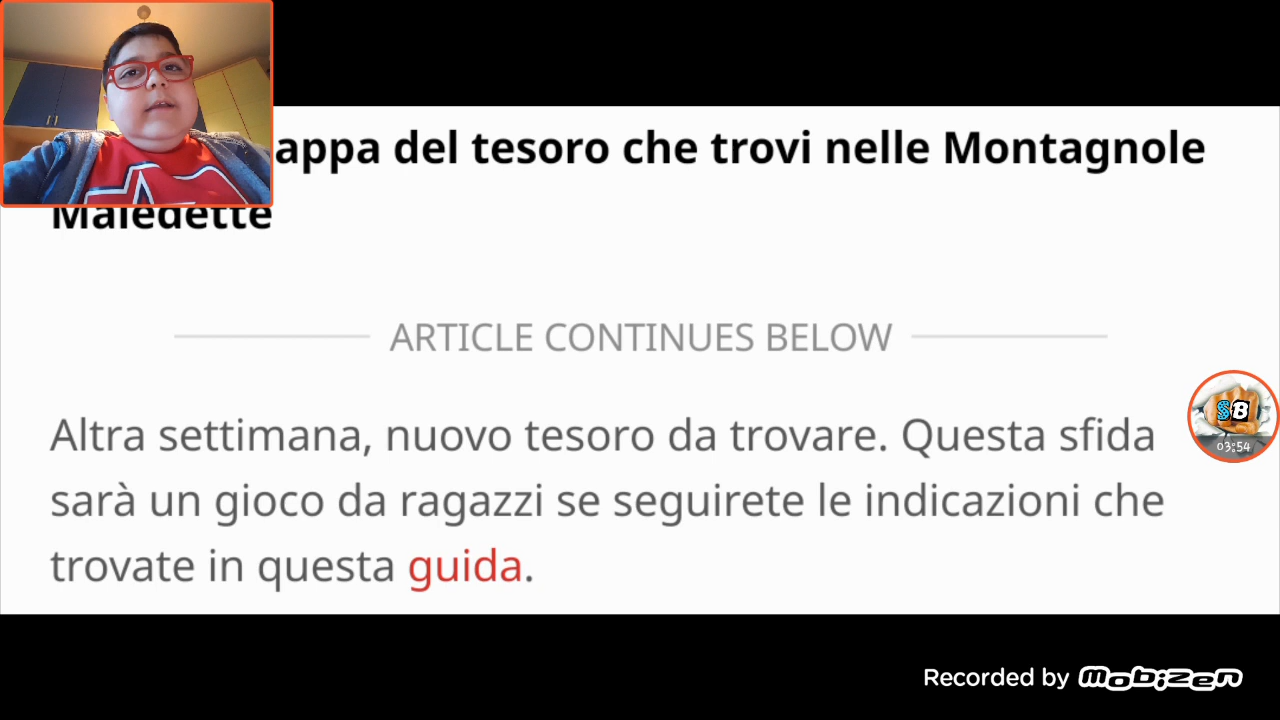 appa del tesoro che trovi nelle Montagnole
Maledette
ARTICLE CONTINUES BELOW
Altra settimana, nuovo tesoro da trovare. Questa sfida
sarà un gioco da ragazzi se seguirete le indicazioni che
trovate in questa guida.
SB
03:54
Recorded by Mobizen